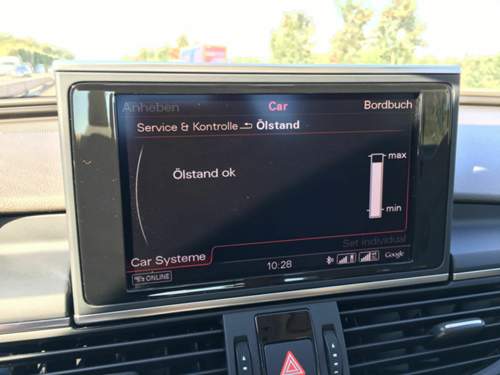 Anheben Car Bordbuch
Service & Kontrolle Ölstand
Ölstand ok
max
min
Set individual
Car Systeme
10:28 Google
ONLINE